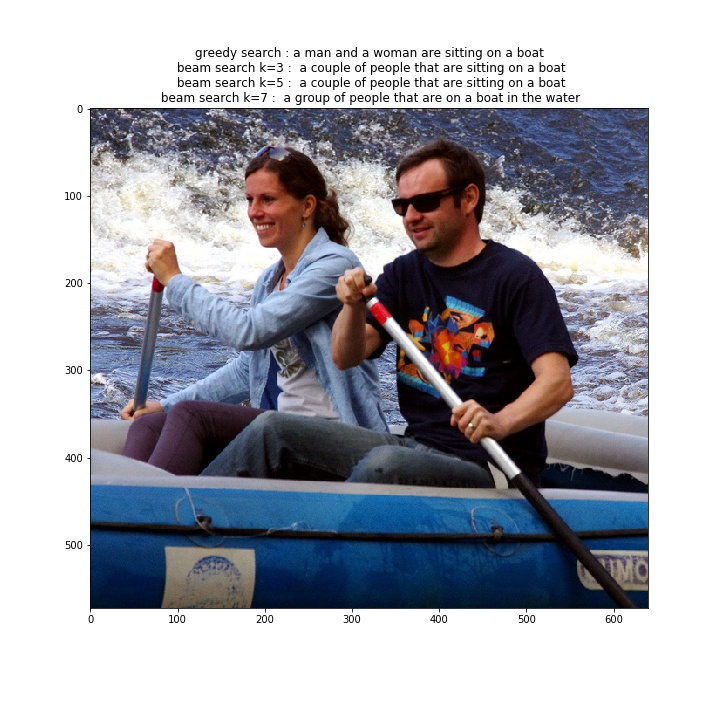 greedy search : a man and a woman are sitting on a boat
beam search k=3 :  a couple of people that are sitting on a boat
beam search k=5 :  a couple of people that are sitting on a boat
beam search k=7 :  a group of people that are on a boat in the water
0
100
200
300
400
500
0 100 200 300 400 500 600